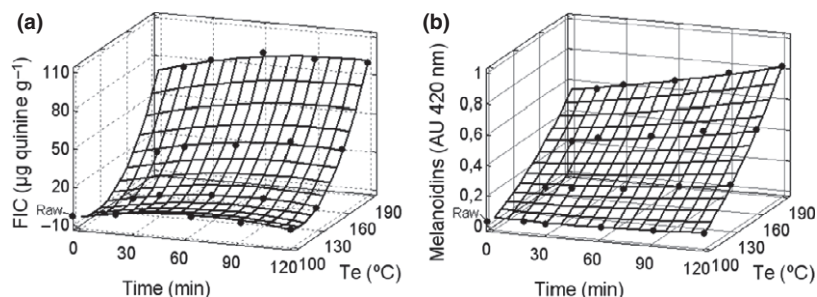 (a)
110
80
50
20
Raw
−10
FIC (µg quinine g−1)
0
30
60
90
120
Time (min)
100
130
160
190
Te (ºC)
(b)
1
0.8
0.6
0.4
0.2
Raw
0
Melanoidins (AU 420 nm)
0
30
60
90
120
Time (min)
100
130
160
190
Te (ºC)